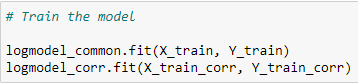 # Train the model
logmodel_common.fit(X_train, Y_train)
logmodel_corr.fit(X_train_corr, Y_train_corr)